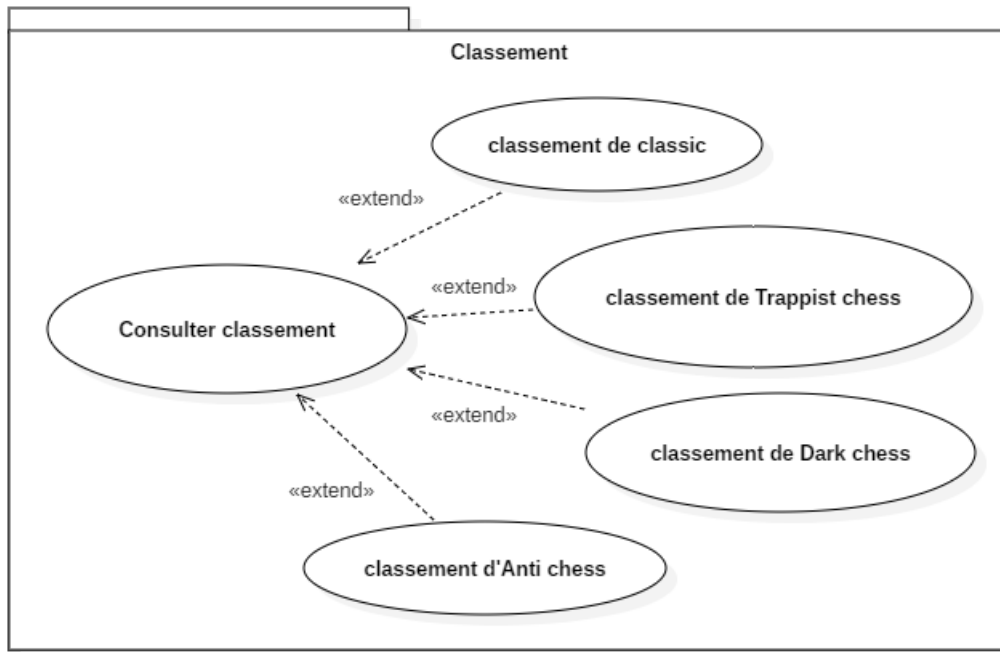 Classement
classement de classic
«extend»
«extend»
classement de Trappist chess
Consulter classement
«extend»
classement de Dark chess
«extend»
classement d'Anti chess